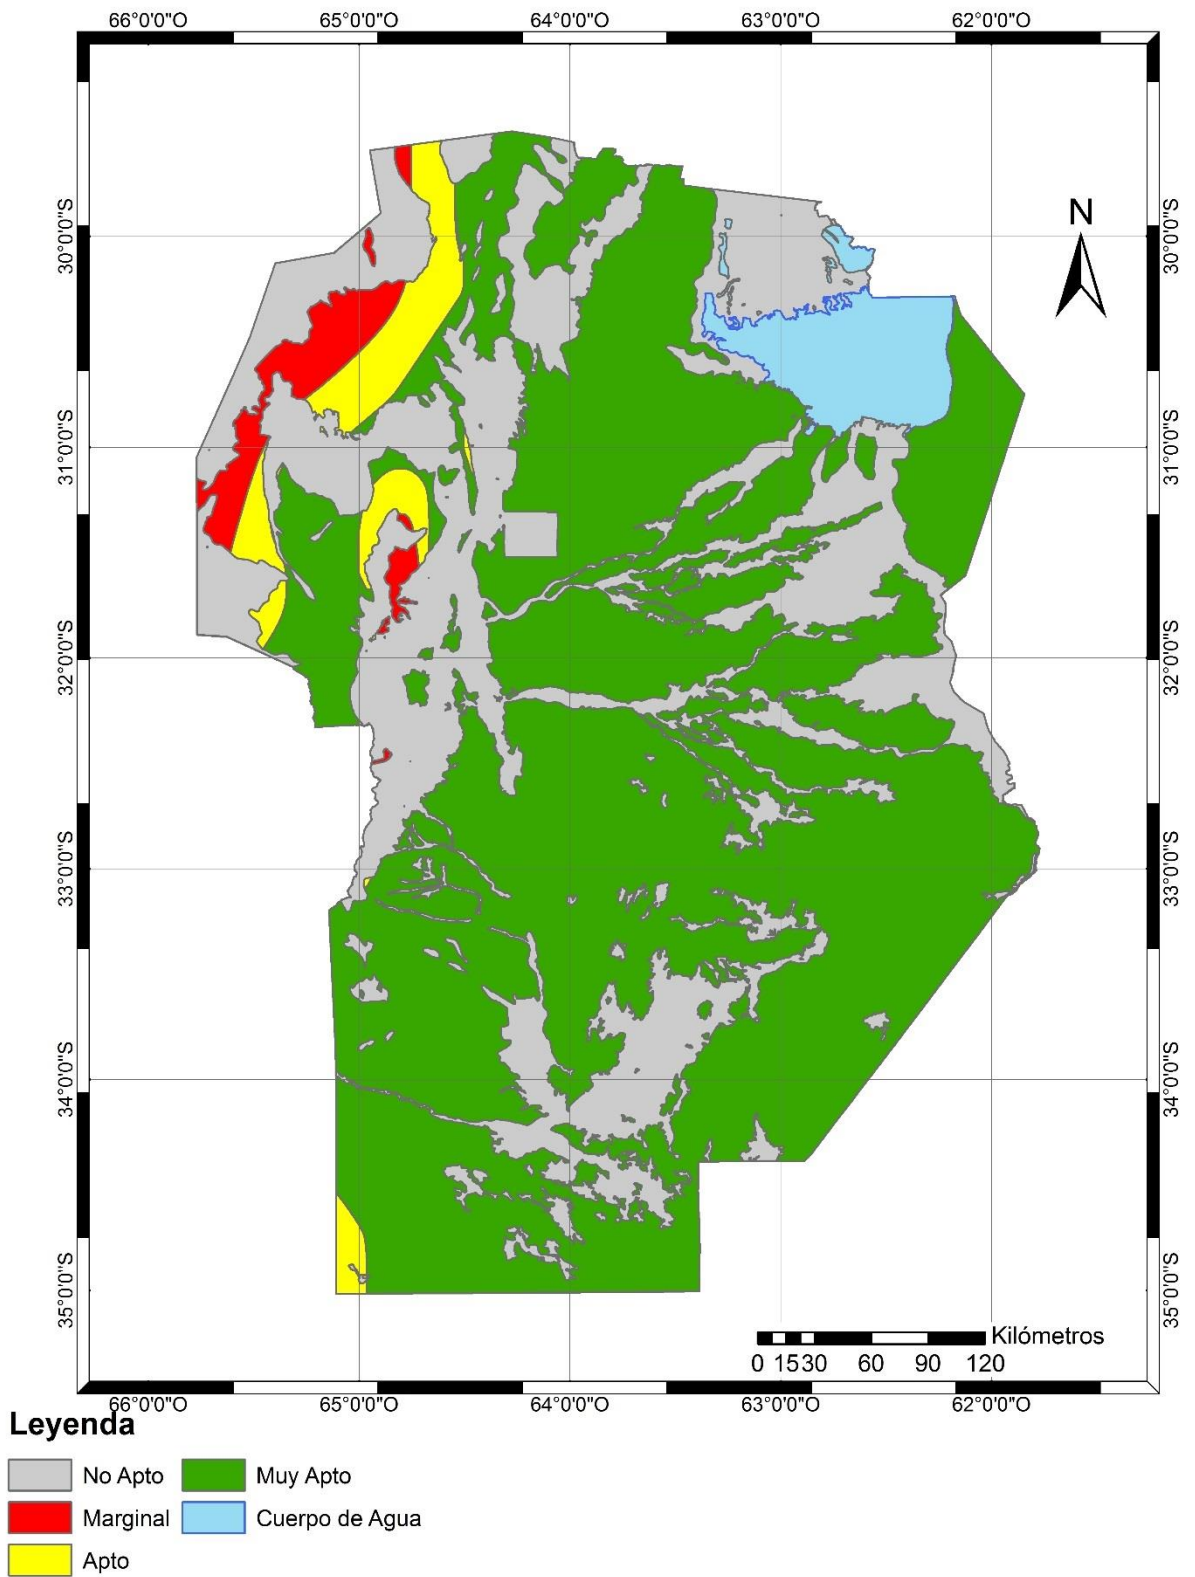 66°0'0"O 65°0'0"O 64°0'0"O 63°0'0"O 62°0'0"O
N
30°0'0"S 30°0'0"S
31°0'0"S 31°0'0"S
32°0'0"S 32°0'0"S
33°0'0"S 33°0'0"S
34°0'0"S 34°0'0"S
35°0'0"S 35°0'0"S
Kilómetros
0 15 30 60 90 120
66°0'0"O 65°0'0"O 64°0'0"O 63°0'0"O 62°0'0"O
Leyenda
No Apto Muy Apto
Marginal Cuerpo de Agua
Apto